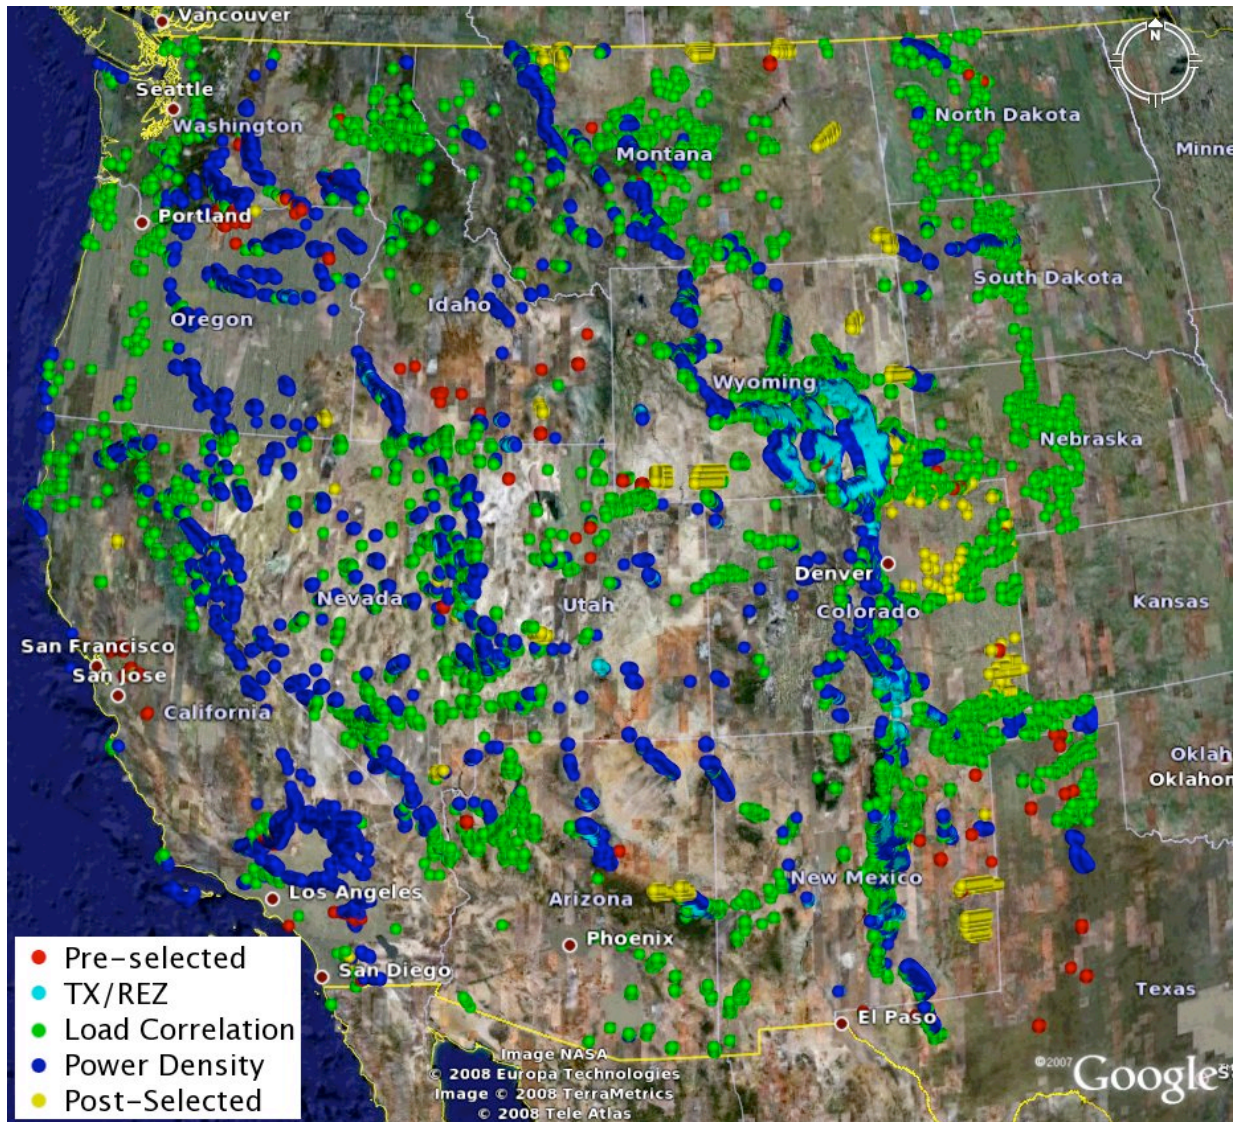 Vancouver
N
Seattle
Washington
North Dakota
Montana
Minne
Portland
South Dakota
Idaho
Oregon
Wyoming
Nebraska
Denver
Nevada
Utah
Colorado
Kansas
San Francisco
San Jose
California
Oklah
Oklahor
Los Angeles
New Mexico
Arizona
Phoenix
San Diego
Texas
El Paso
Pre-selected
TX/REZ
Load Correlation
Power Density
Post-Selected
Image NASA
© 2008 Europa Technologies
Image © 2008 TerraMetrics
© 2008 Tele Atlas
©2007 Google